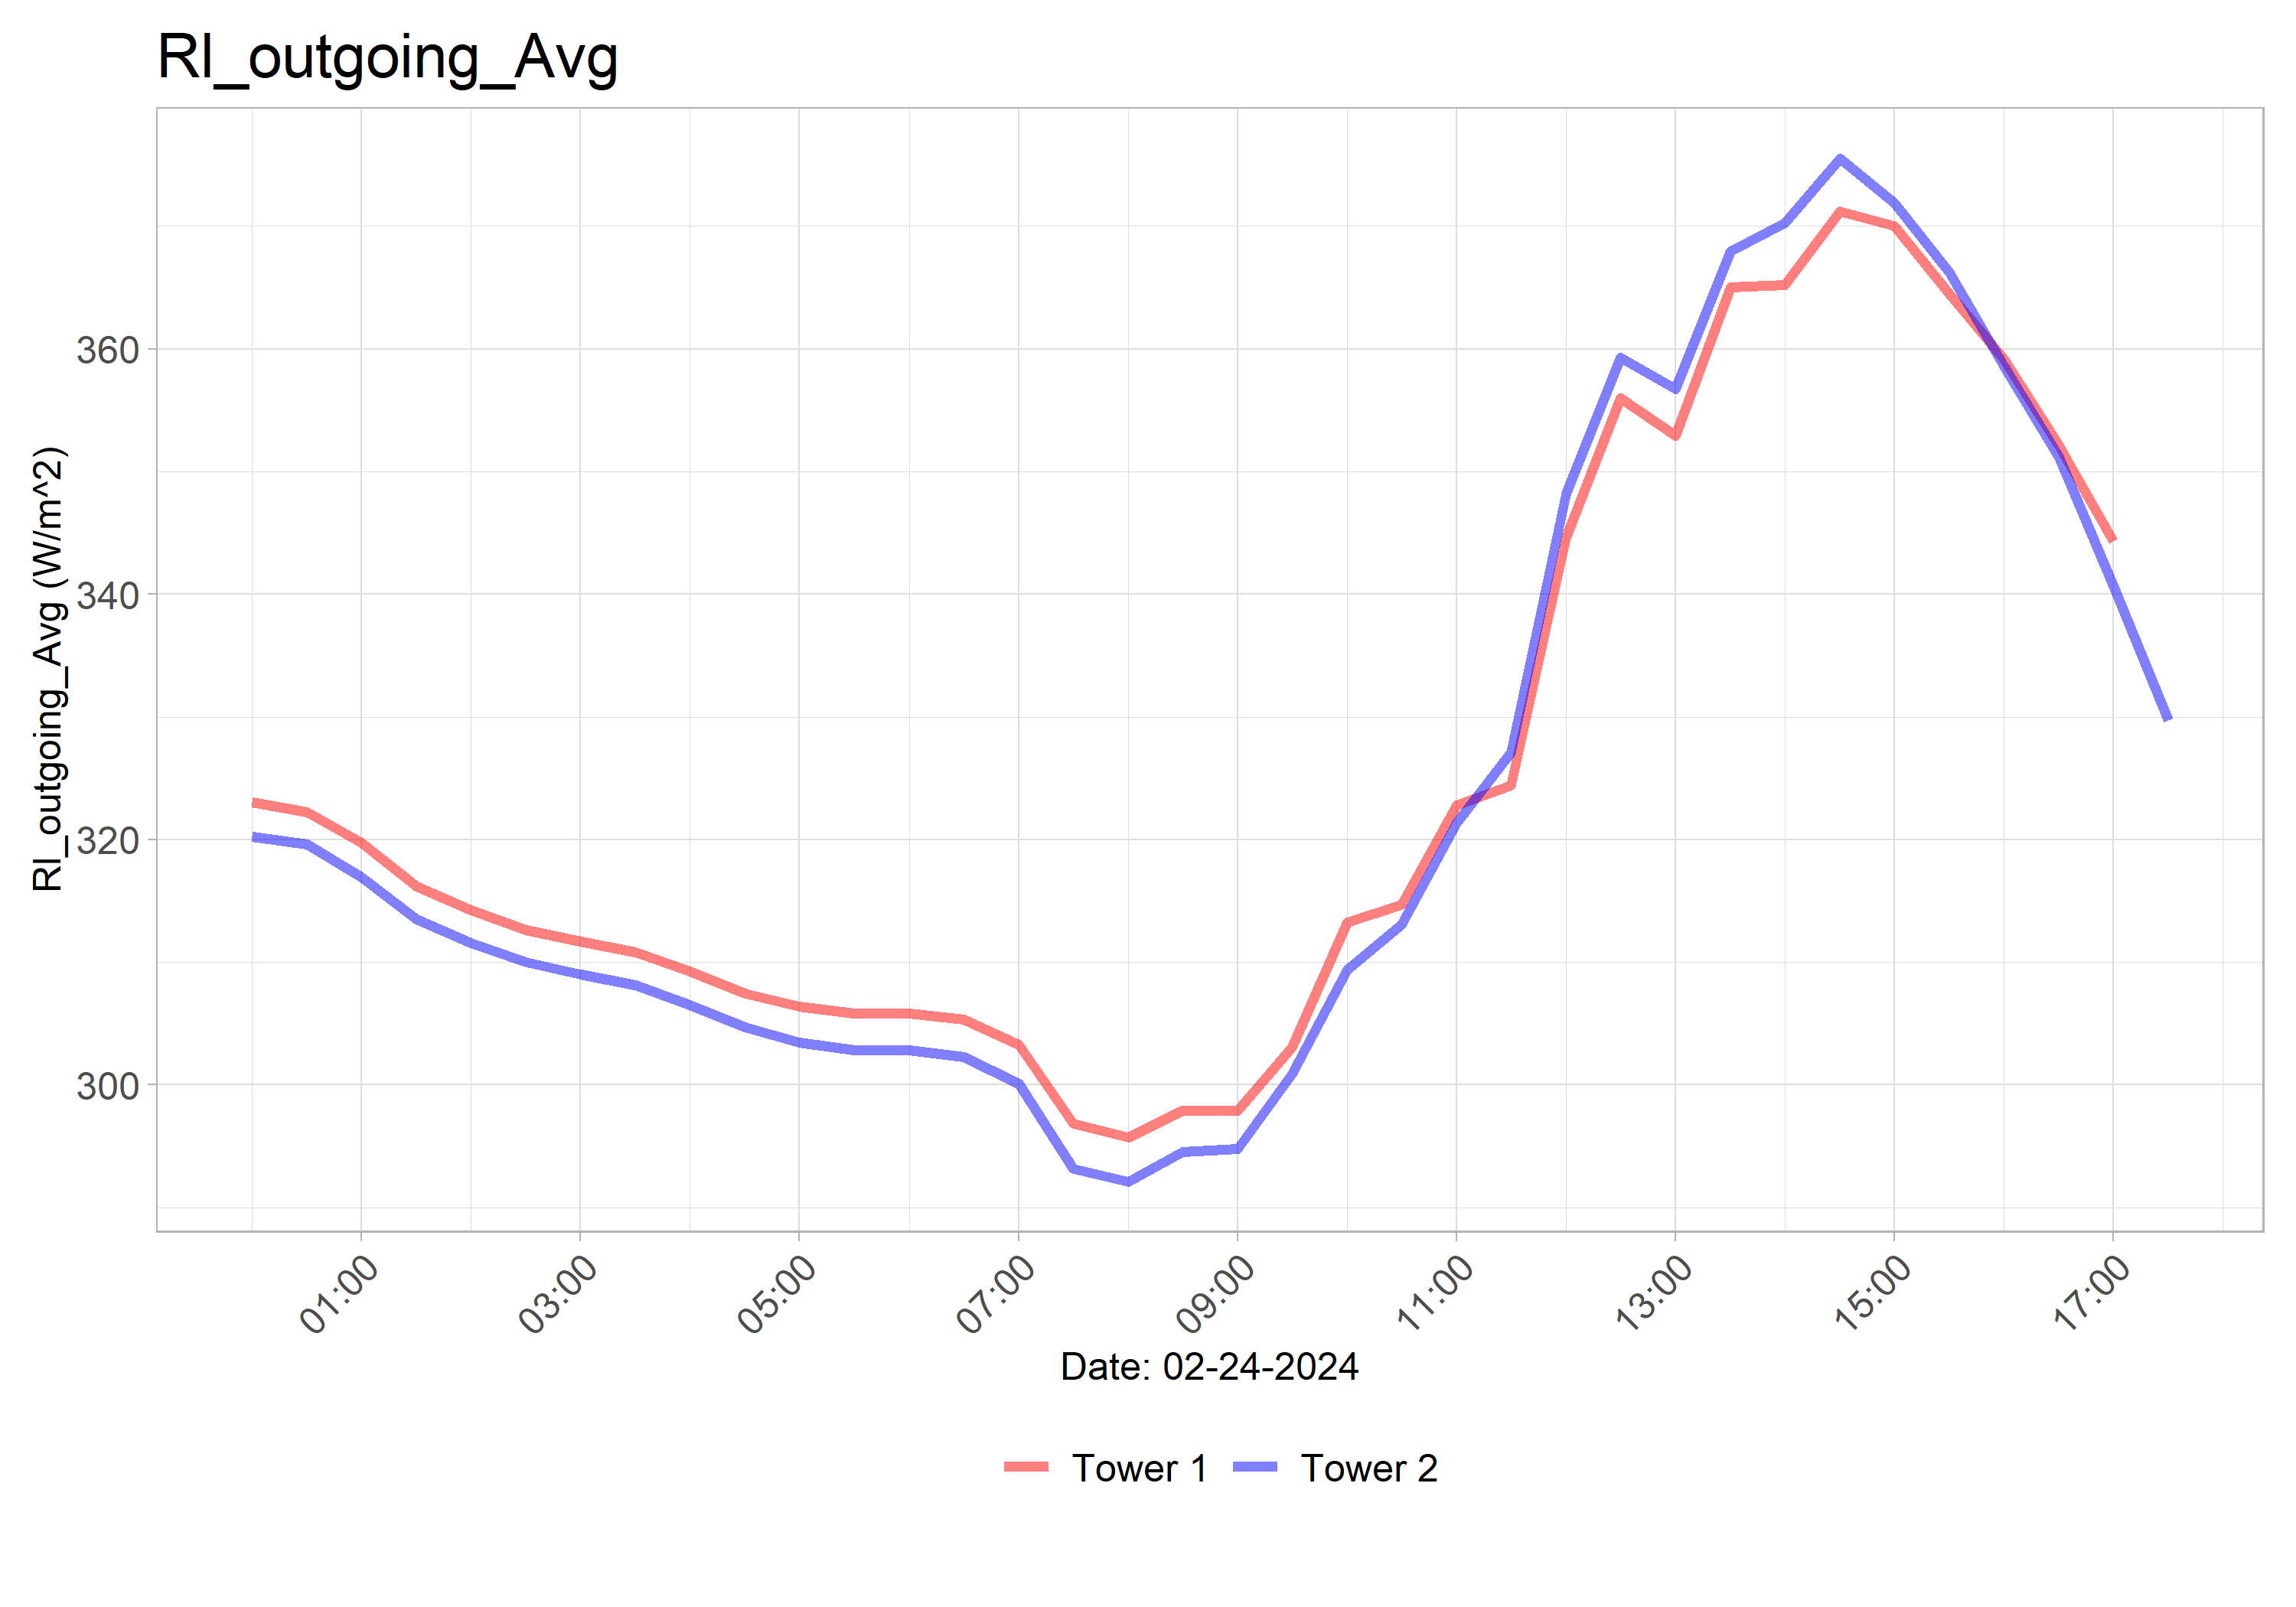 Rl_outgoing_Avg
Rl_outgoing_Avg (W/m^2)
360
340
320
300
01:00 03:00 05:00 07:00 09:00 11:00 13:00 15:00 17:00
Date: 02-24-2024
Tower 1 Tower 2